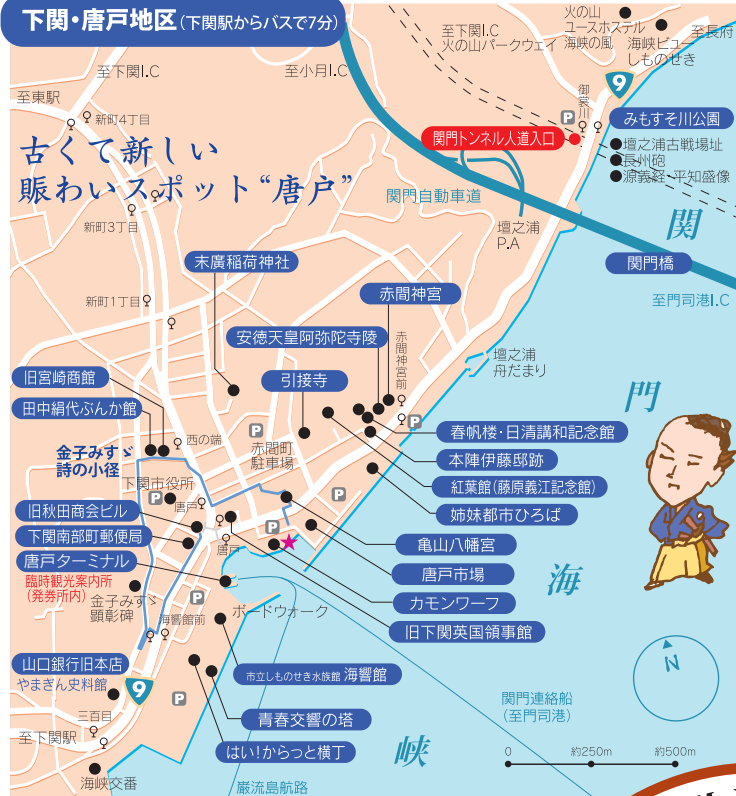 下関・唐戸地区(下関駅からバスで7分)
火の山
ユースホステル
海峡の風
海峡ビュー
しものせき
至長府
至下関I.C
火の山パークウェイ
至下関I.C
至小月I.C
至東駅
新町4丁目
御裳川
9
P
みもすそ川公園
●壇之浦古戦場址
●長州砲
●源義経・平知盛像
関門トンネル人道入口
古くて新しい
賑わいスポット“唐戸”
関門自動車道
新町3丁目
壇之浦
P.A
関
関門橋
末廣稲荷神社
赤間神宮
至門司港I.C
新町1丁目
安徳天皇阿弥陀寺陵
赤間神宮前
壇之浦
舟だまり
引接寺
旧宮崎商館
田中絹代ぶんか館
門
P
P
春帆楼・日清講和記念館
西の端
赤間町
駐車場
金子みすゞ
詩の小径
本陣伊藤邸跡
下関市役所
紅葉館(藤原義江記念館)
P
唐戸
P
姉妹都市ひろば
旧秋田商会ビル
P
下関南部町郵便局
唐戸
亀山八幡宮
唐戸ターミナル
唐戸市場
海
臨時観光案内所
(発券所内)
金子みすゞ
顕彰碑
P
カモンワーフ
ボードウォーク
海響館前
旧下関英国領事館
山口銀行旧本店
やまぎん史料館
市立しものせき水族館 海響館
N
9
P
関門連絡船
(至門司港)
三百目
青春交響の塔
至下関駅
はい!からっと横丁
峡
0
約250m
約500m
海峡交番
巌流島航路